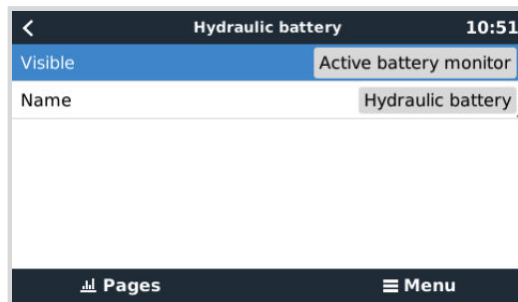 Hydraulic battery 10:51
Visible Active battery monitor
Name Hydraulic battery
Pages Menu